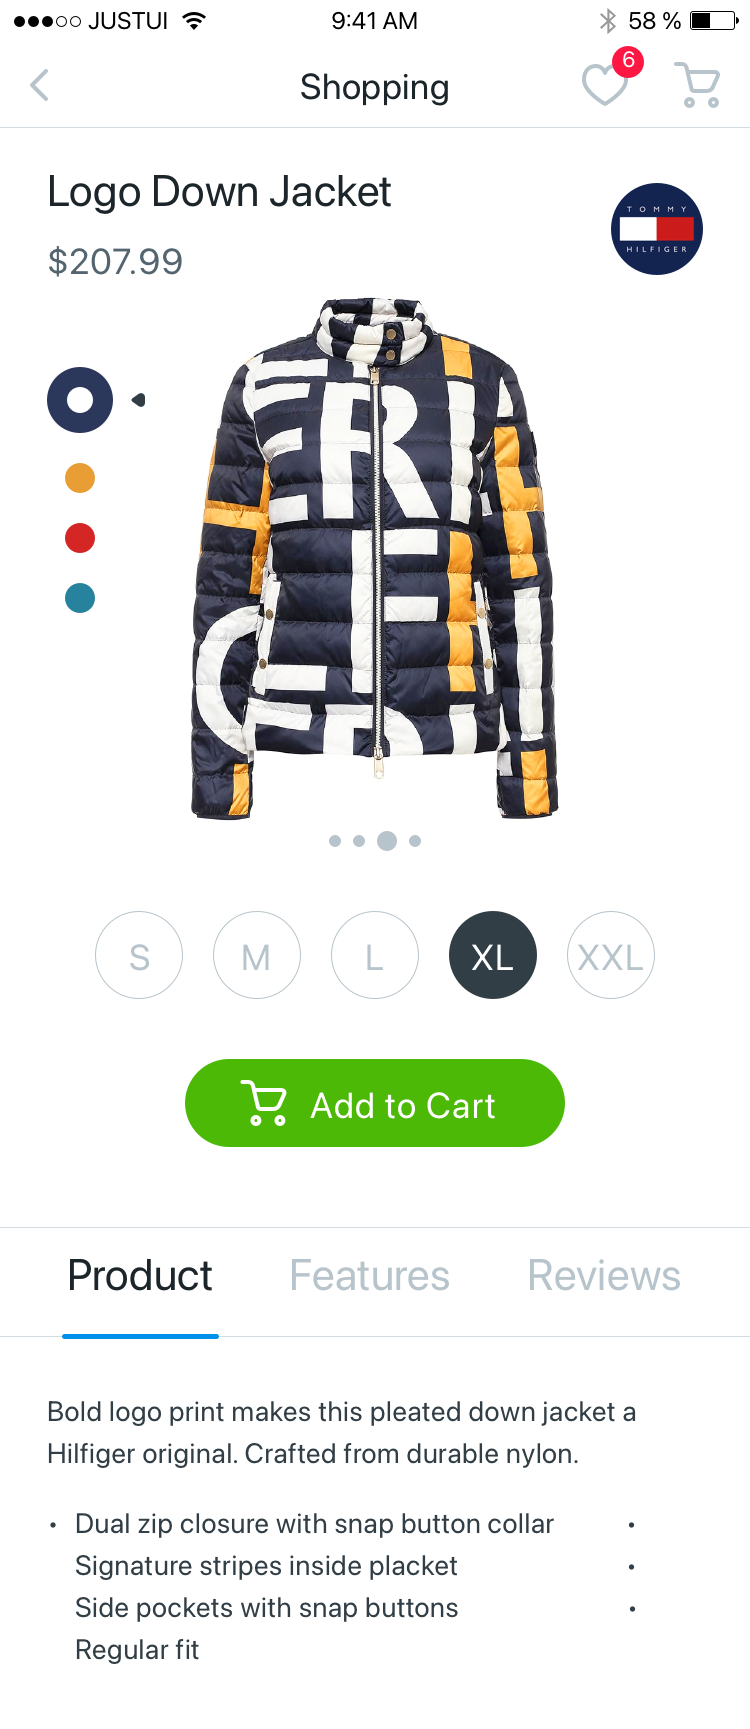 JUSTUI 9:41 AM 58 %
Shopping
6
Logo Down Jacket
$207.99
TOMMY
HILFIGER
S M L XL XXL
Add to Cart
Product Features Reviews
Bold logo print makes this pleated down jacket a
Hilfiger original. Crafted from durable nylon.
• Dual zip closure with snap button collar •
Signature stripes inside placket •
Side pockets with snap buttons •
Regular fit